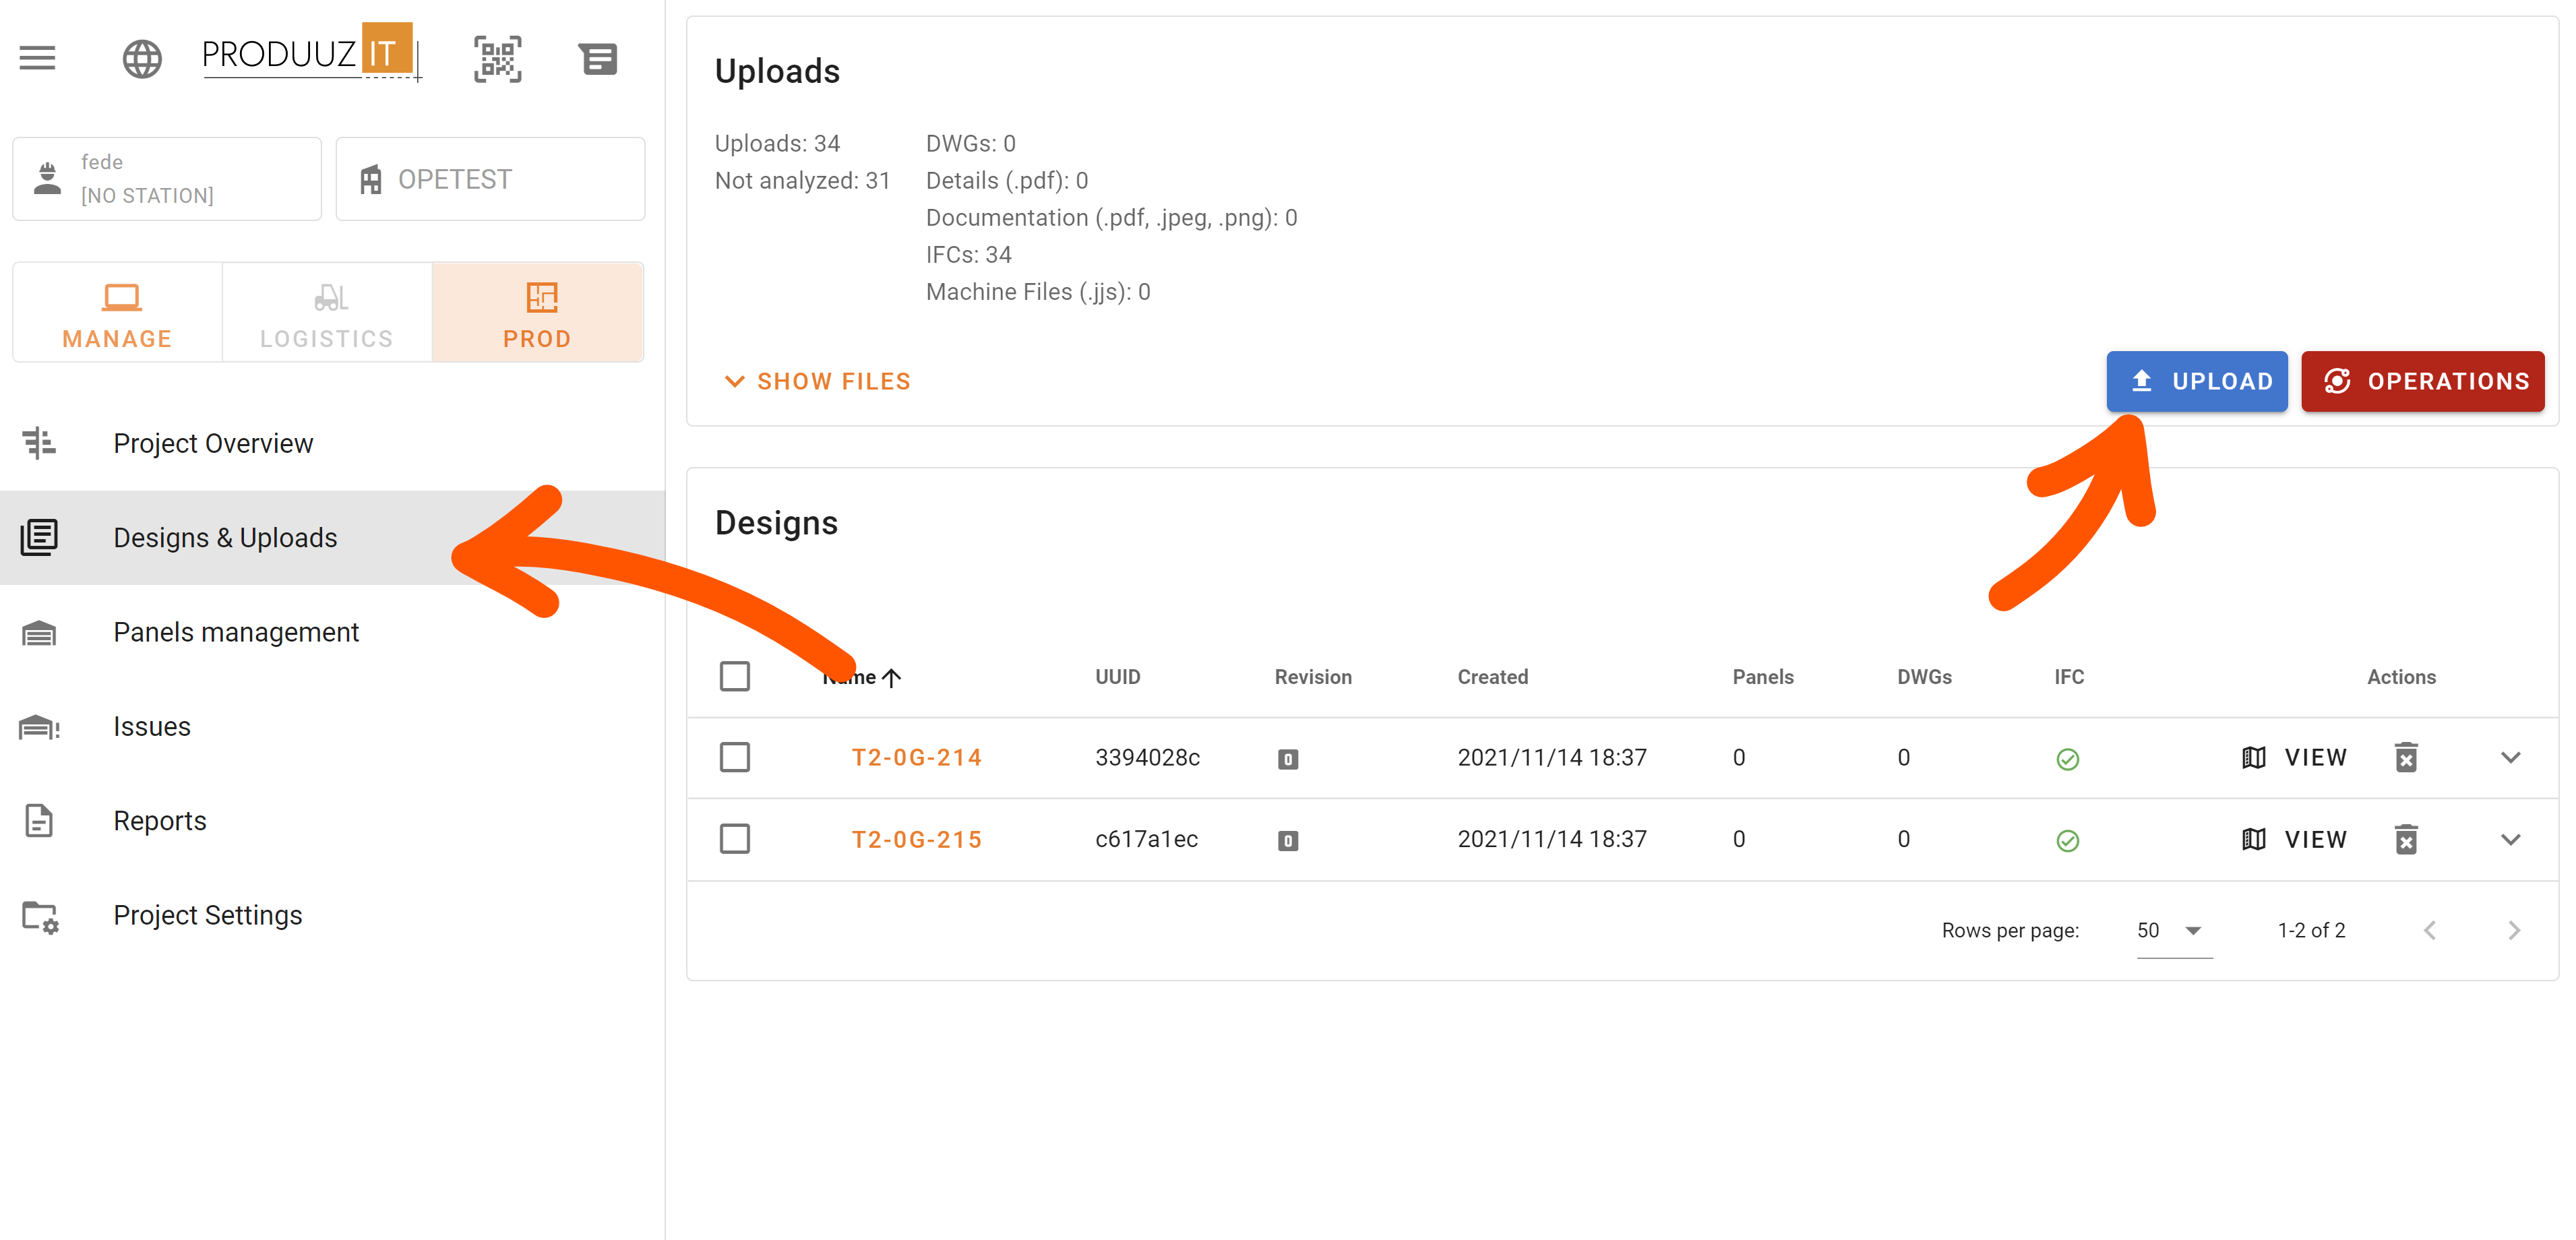 PRODUUZ IT
fede
[NO STATION]
OPETEST
MANAGE
LOGISTICS
PROD
Project Overview
Designs & Uploads
Panels management
Issues
Reports
Project Settings
Uploads
Uploads: 34
Not analyzed: 31
DWGs: 0
Details (.pdf): 0
Documentation (.pdf, .jpeg, .png): 0
IFCs: 34
Machine Files (.jjs): 0
SHOW FILES
UPLOAD
OPERATIONS
Designs
Name UUID Revision Created Panels DWGs IFC Actions
T2-0G-214 3394028c 0 2021/11/14 18:37 0 0 VIEW
T2-0G-215 c617a1ec 0 2021/11/14 18:37 0 0 VIEW
Rows per page: 50 1-2 of 2